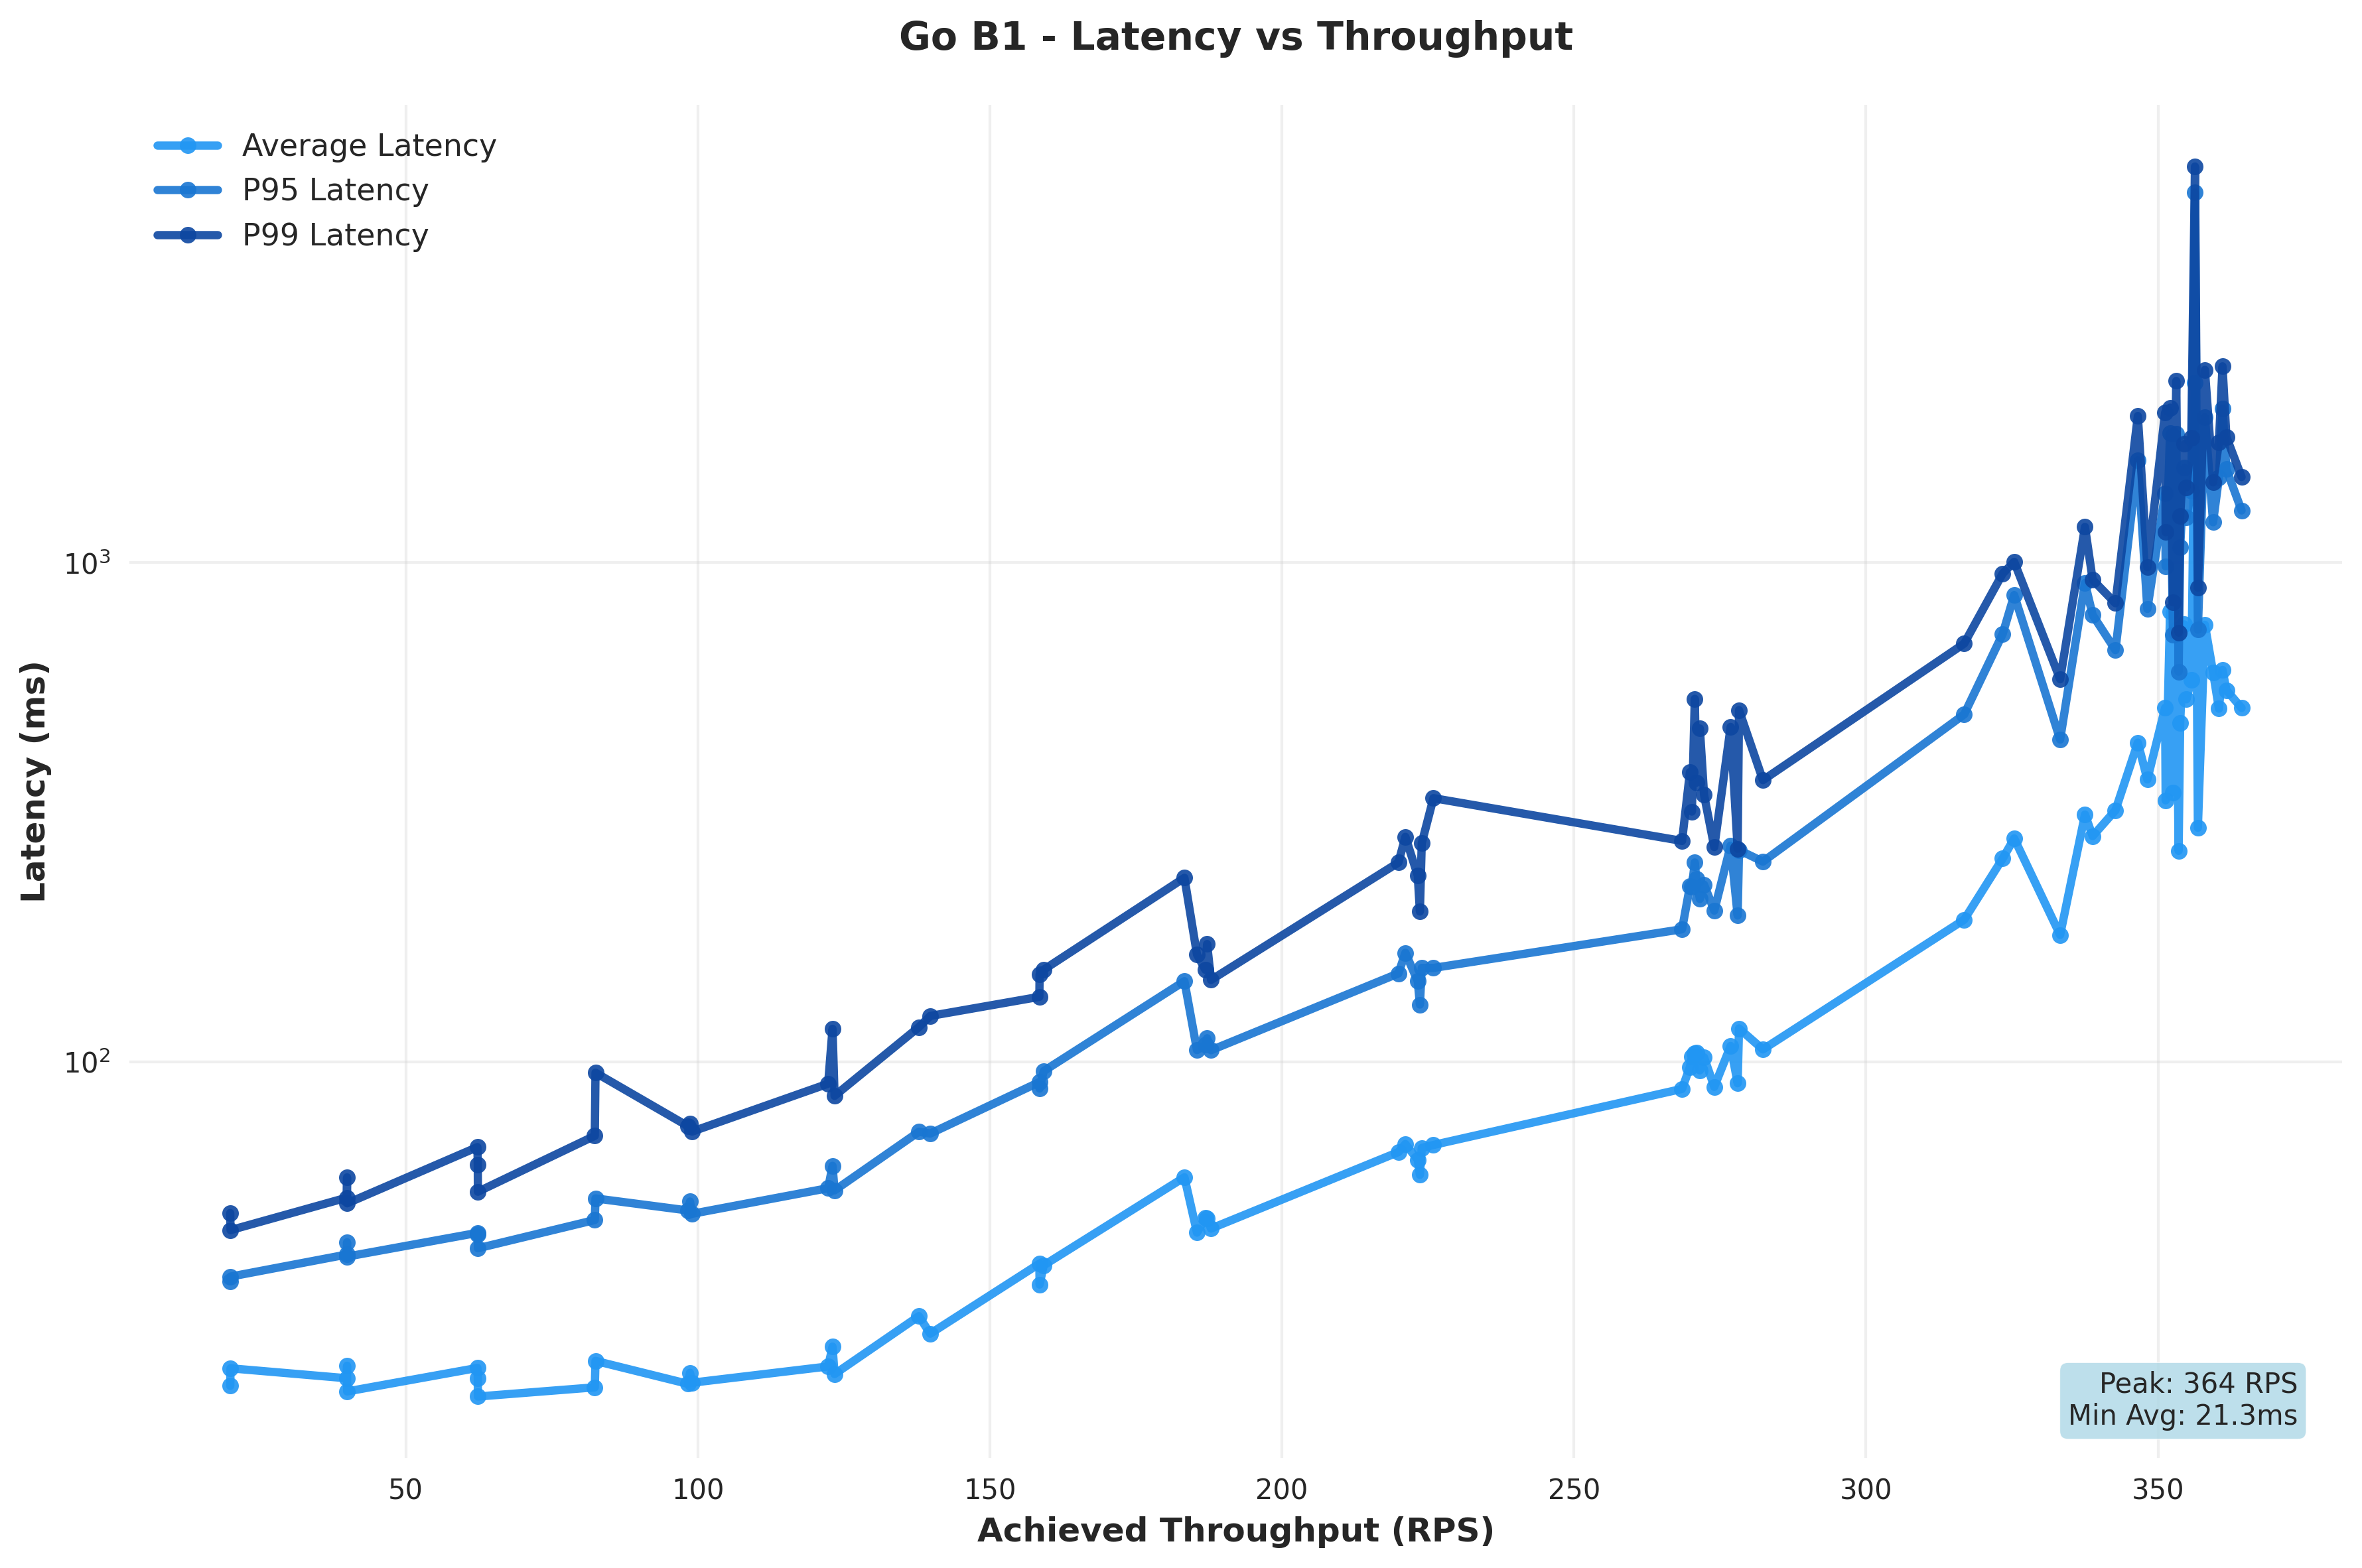 Go B1 - Latency vs Throughput
Average Latency
P95 Latency
P99 Latency
Latency (ms)
10³
10²
Peak: 364 RPS
Min Avg: 21.3ms
50 100 150 200 250 300 350
Achieved Throughput (RPS)